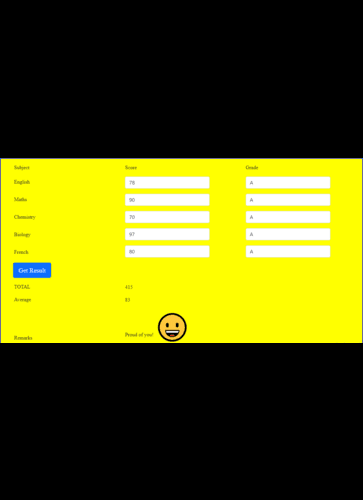 Subject Score Grade
English 78 A
Maths 90 A
Chemistry 70 A
Biology 97 A
French 80 A
Get Result
TOTAL 415
Average 83
Remarks Proud of you!